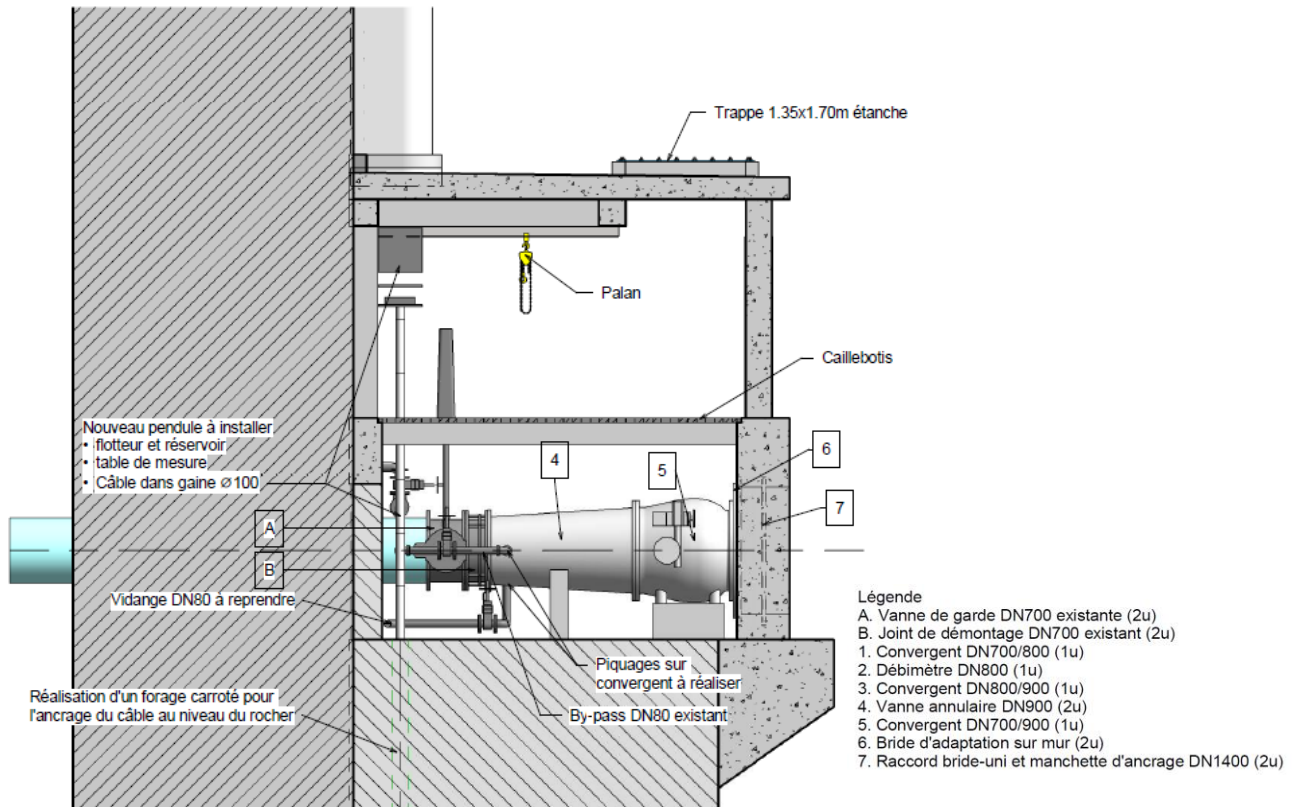 Trappe 1.35x1.70m étanche
Palan
Caillebotis
Nouveau pendule à installer
• flotteur et réservoir
• table de mesure
• Câble dans gaine Ø100
4
5
6
7
A
B
Vidange DN80 à reprendre
Piquages sur
convergent à réaliser
Réalisation d'un forage carroté pour
l'ancrage du câble au niveau du rocher
By-pass DN80 existant
Légende
A. Vanne de garde DN700 existante (2u)
B. Joint de démontage DN700 existant (2u)
1. Convergent DN700/800 (1u)
2. Débimètre DN800 (1u)
3. Convergent DN800/900 (1u)
4. Vanne annulaire DN900 (2u)
5. Convergent DN700/900 (1u)
6. Bride d'adaptation sur mur (2u)
7. Raccord bride-uni et manchette d'ancrage DN1400 (2u)